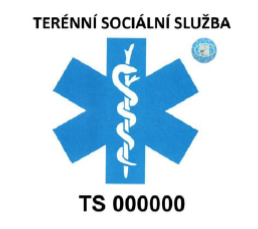 TERÉNNÍ SOCIÁLNÍ SLUŽBA
TS 000000